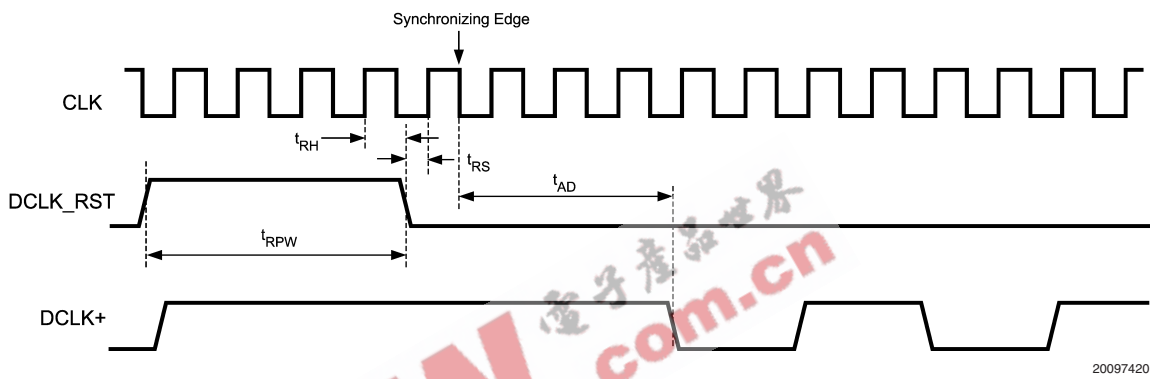 Synchronizing Edge
CLK
tRH
tRS
tAD
DCLK_RST
tRPW
電子產品世界
.com.cn
DCLK+
20097420